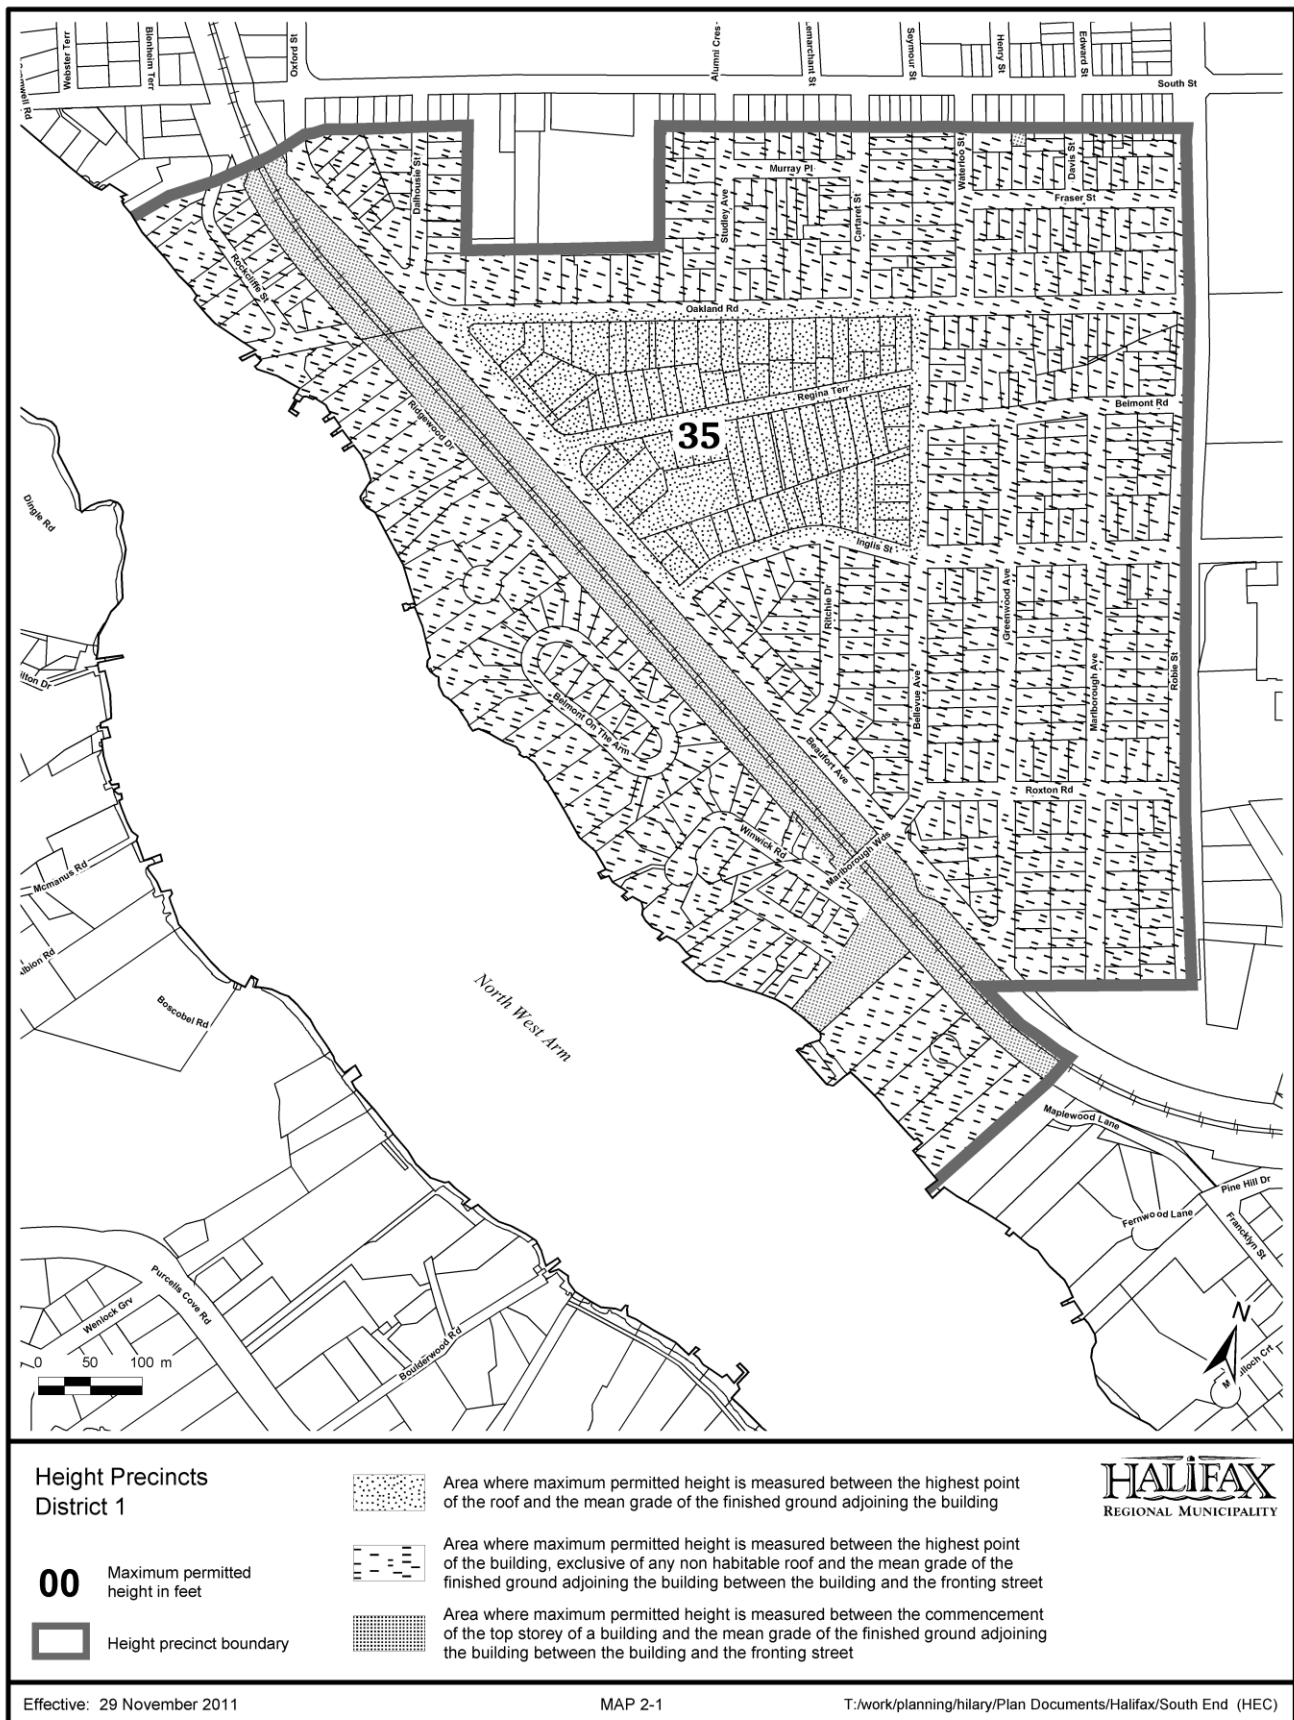 Webster Terr
Blenheim Terr
Oxford St
Alumni Cres
Seymour St
Henry St
Edward St
South St
Dalhousie St
Studley Ave
Murray Pl
Cartaret St
Waterloo St
Davis St
Fraser St
Rockcliffe St
Oakland Rd
Regina Terr
Belmont Rd
35
Ridgewood Dr
Dingle Rd
Inglis St
Ritchie Dr
Greenwood Ave
Bellevue Ave
Marlborough Ave
Robie St
ilton Dr
Belmont On The Arm
Beaufort Ave
Roxton Rd
Winwick Rd
Marlborough Wds
Mcmanus Rd
lbion Rd
Boscobel Rd
North West Arm
Maplewood Lane
Pine Hill Dr
Fernwood Lane
Francklyn St
Purcells Cove Rd
Wenlock Grv
Boulderwood Rd
N
lloch Crt
0 50 100 m
Height Precincts
District 1
00 Maximum permitted
height in feet
Height precinct boundary
Area where maximum permitted height is measured between the highest point
of the roof and the mean grade of the finished ground adjoining the building
Area where maximum permitted height is measured between the highest point
of the building, exclusive of any non habitable roof and the mean grade of the
finished ground adjoining the building between the building and the fronting street
Area where maximum permitted height is measured between the commencement
of the top storey of a building and the mean grade of the finished ground adjoining
the building between the building and the fronting street
HALIFAX
REGIONAL MUNICIPALITY
Effective: 29 November 2011
MAP 2-1
T:/work/planning/hilary/Plan Documents/Halifax/South End (HEC)